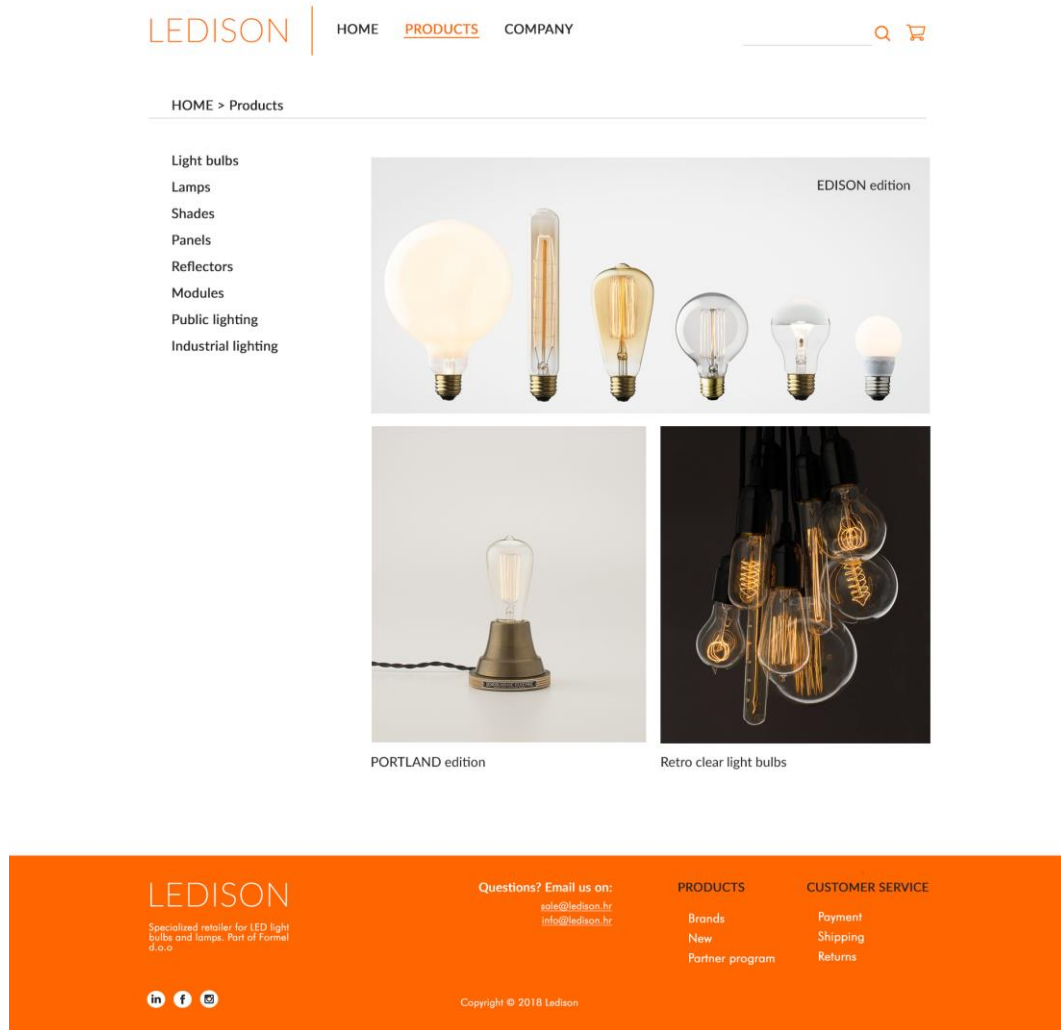 LEDISON
HOME PRODUCTS COMPANY
HOME > Products
Light bulbs
Lamps
Shades
Panels
Reflectors
Modules
Public lighting
Industrial lighting
EDISON edition
PORTLAND edition
Retro clear light bulbs
LEDISON
Specialized retailer for LED light
bulbs and lamps. Part of Formel
d.o.o
Questions? Email us on:
sale@ledison.hr
info@ledison.hr
PRODUCTS
Brands
New
Partner program
CUSTOMER SERVICE
Payment
Shipping
Returns
in f
Copyright © 2018 Ledison